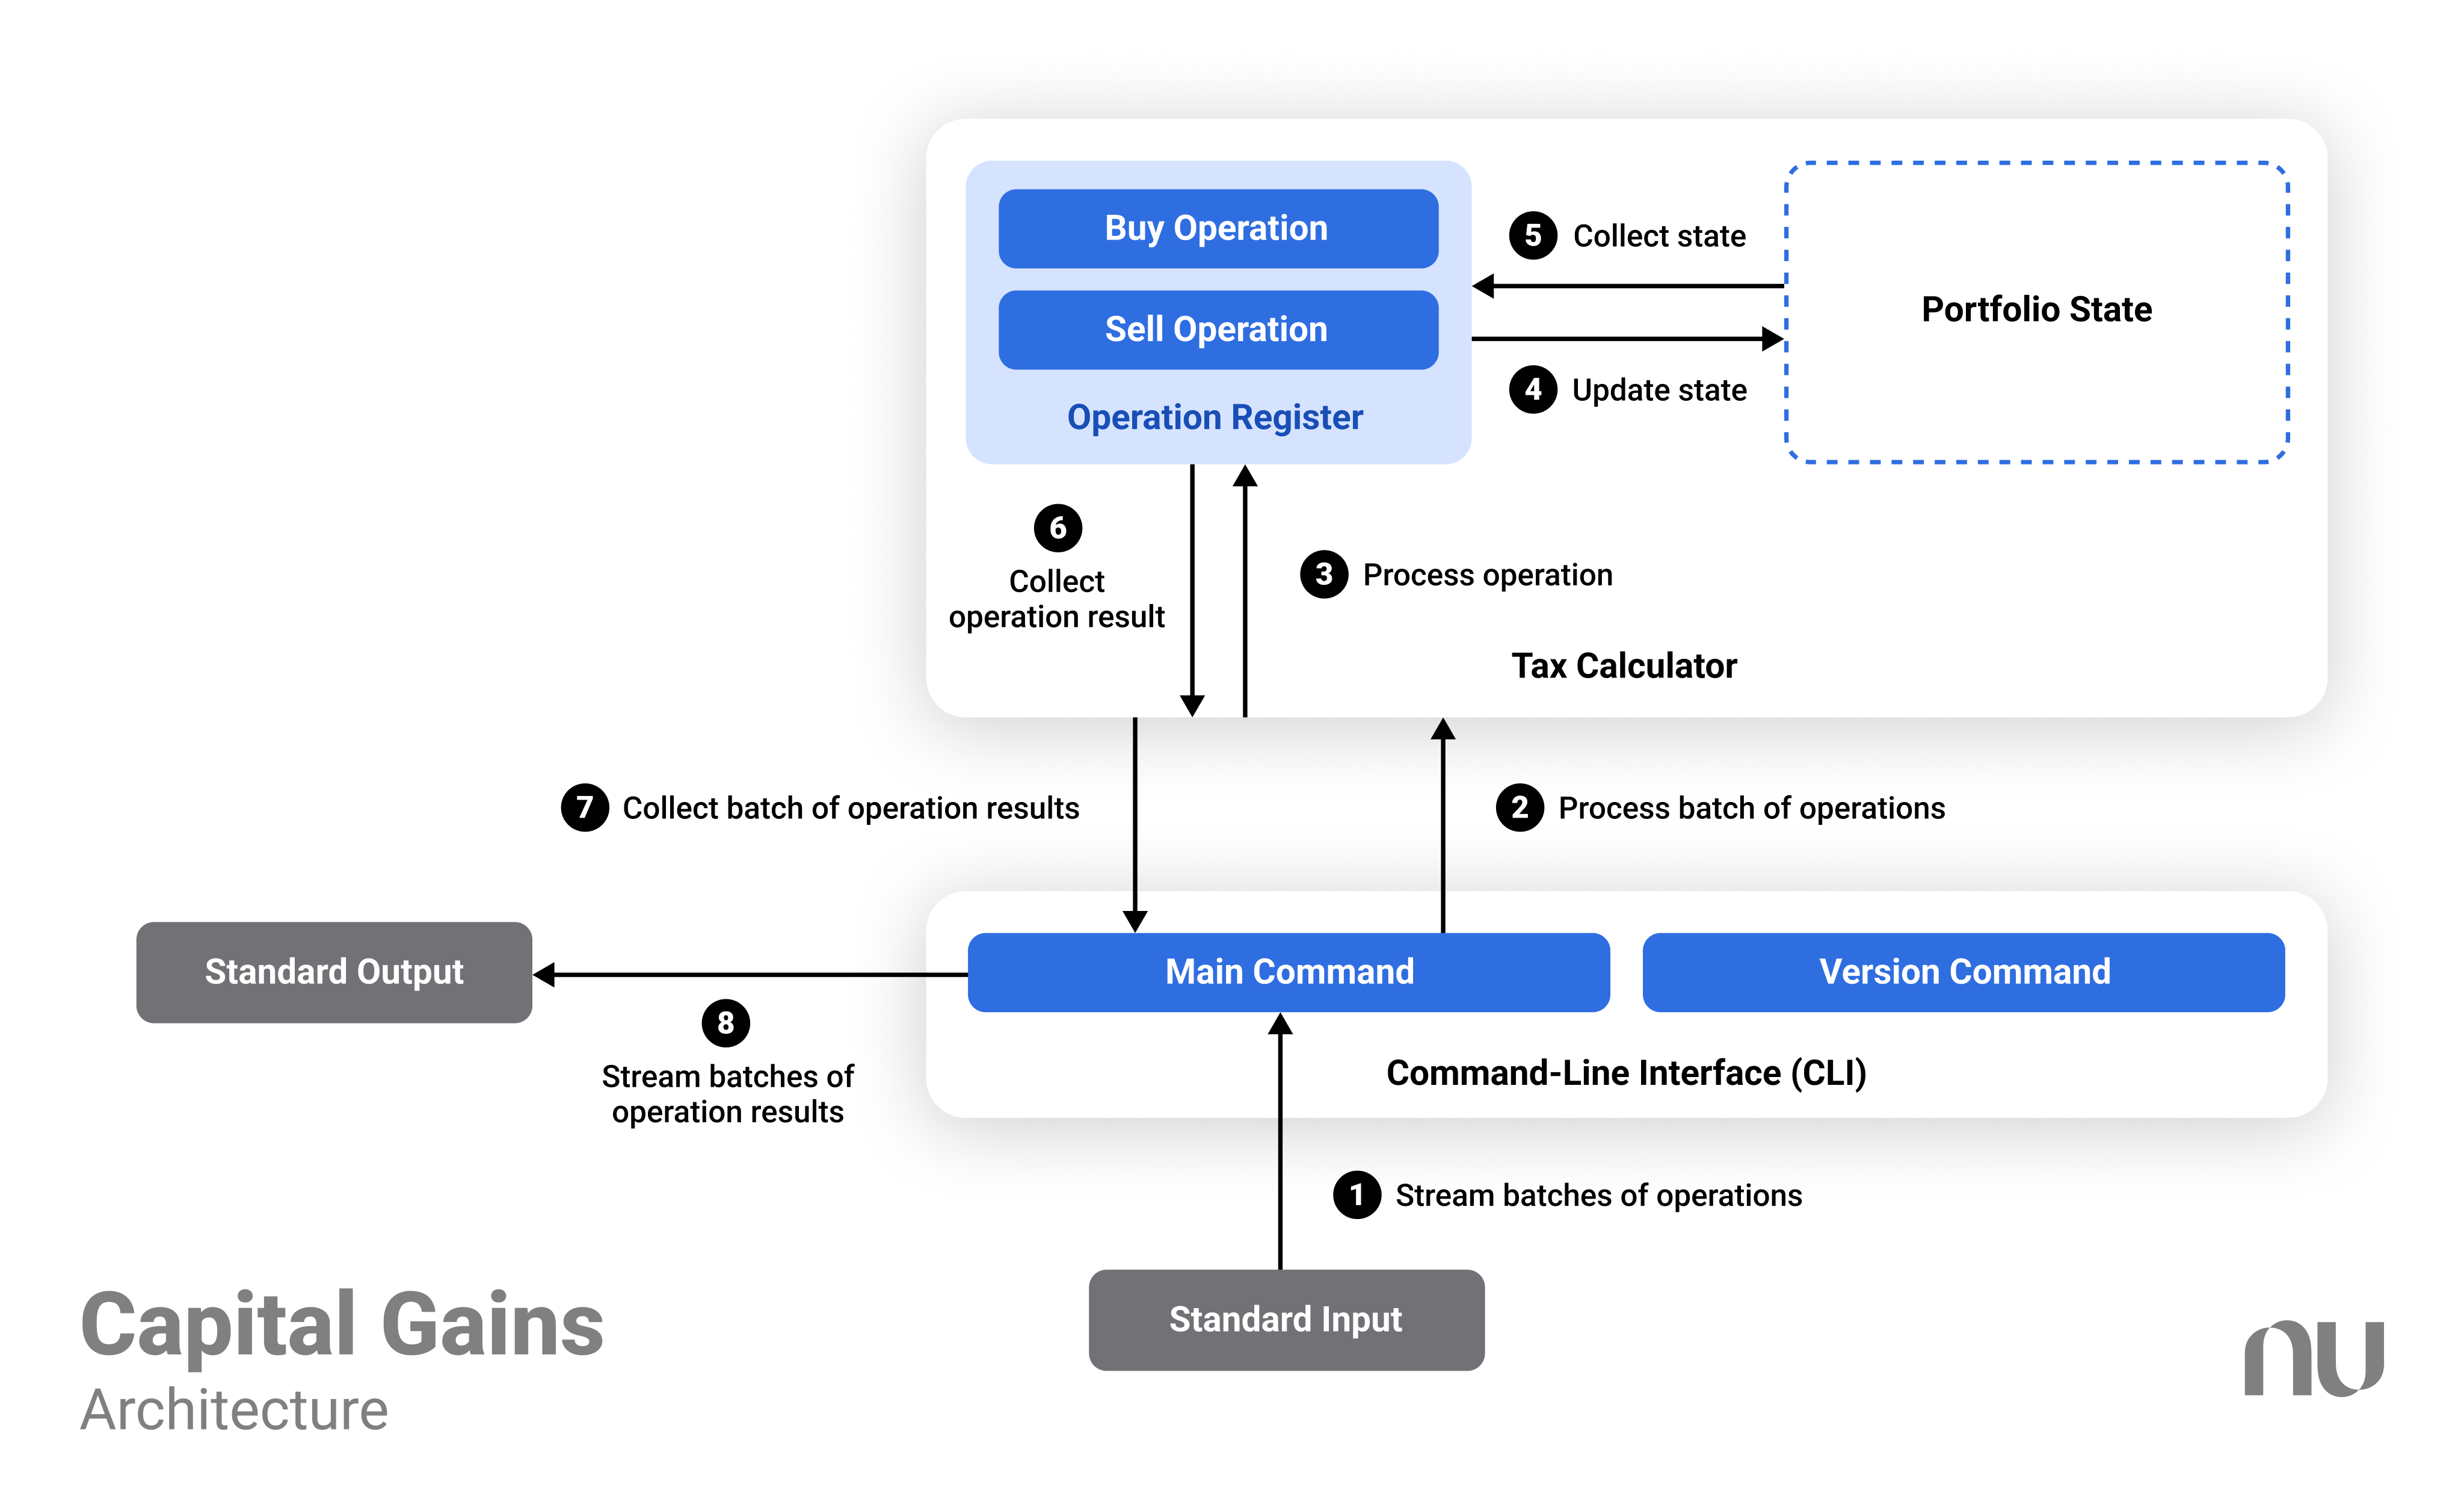 Buy Operation
Sell Operation
Operation Register
5 Collect state
4 Update state
Portfolio State
6
Collect
operation result
3 Process operation
Tax Calculator
7 Collect batch of operation results
2 Process batch of operations
Standard Output
Main Command
Version Command
8
Stream batches of
operation results
Command-Line Interface (CLI)
1 Stream batches of operations
Standard Input
Capital Gains
Architecture
nu